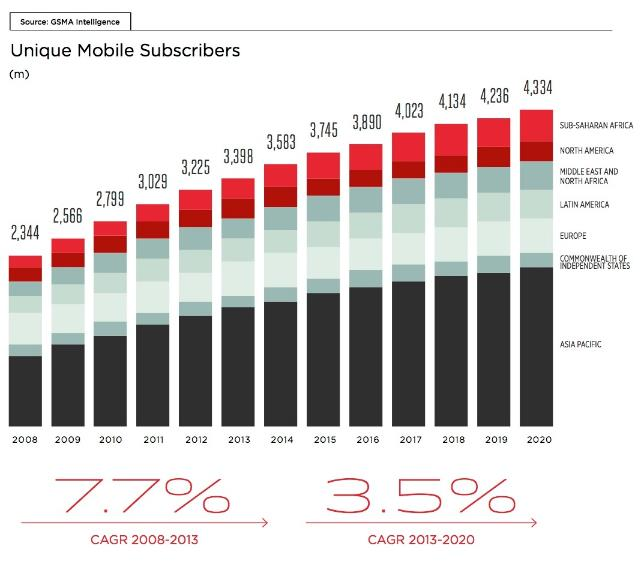 Source: GSMA Intelligence
Unique Mobile Subscribers
(m)
2,344
2,566
2,799
3,029
3,225
3,398
3,583
3,745
3,890
4,023
4,134
4,236
4,334
SUB-SAHARAN AFRICA
NORTH AMERICA
MIDDLE EAST AND
NORTH AFRICA
LATIN AMERICA
EUROPE
COMMONWEALTH OF
INDEPENDENT STATES
ASIA PACIFIC
2008 2009 2010 2011 2012 2013 2014 2015 2016 2017 2018 2019 2020
7.7% 3.5%
CAGR 2008-2013 CAGR 2013-2020